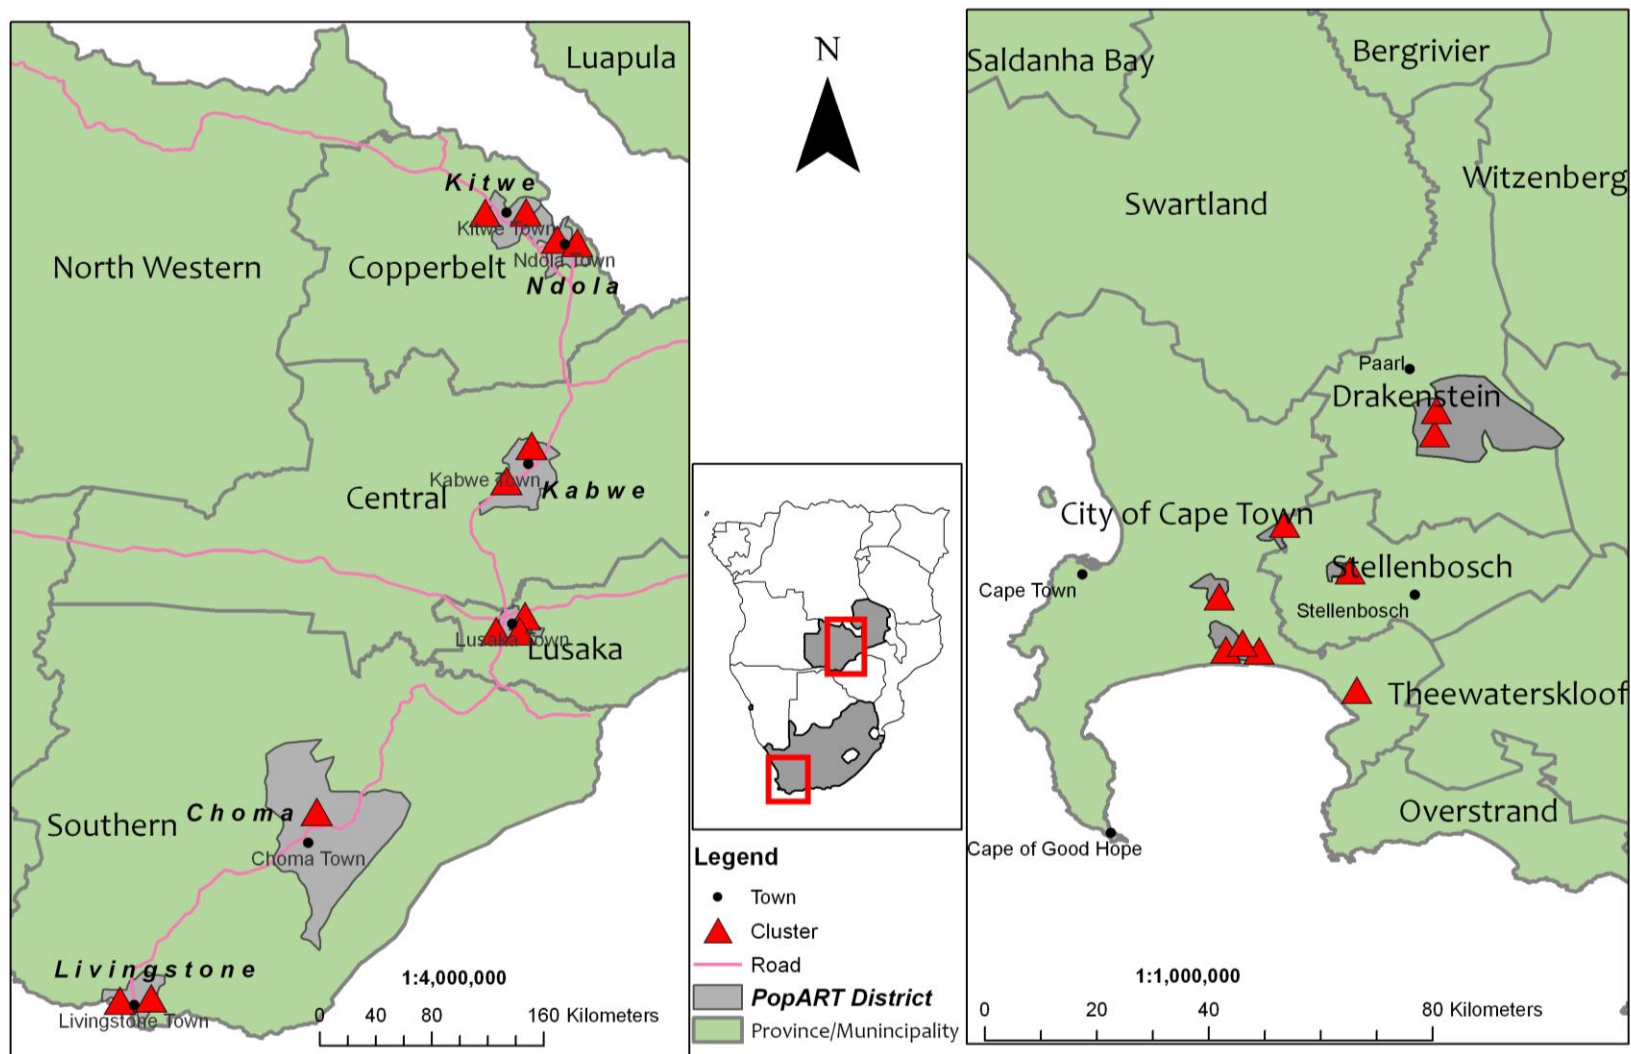 Luapula
Kitwe
Kitwe Town
North Western
Copperbelt
Ndola Town
Ndola
Kabwe Town
Central
Kabwe
Lusaka Town
Lusaka
Southern
Choma
Choma Town
Livingstone
Livingstone Town
1:4,000,000
0 40 80 160 Kilometers
N
Legend
Town
Cluster
Road
PopART District
Province/Munincipality
Saldanha Bay
Bergrivier
Witzenberg
Swartland
Paarl
Drakenstein
City of Cape Town
Stellenbosch
Cape Town
Stellenbosch
Theewaterskloof
Overstrand
Cape of Good Hope
1:1,000,000
0 20 40 80 Kilometers